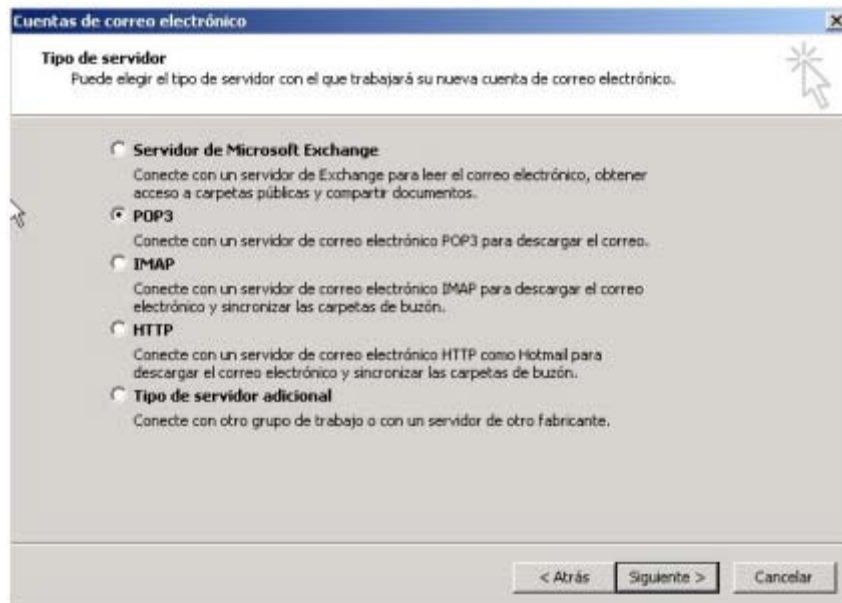 Cuentas de correo electrónico
Tipo de servidor
Puede elegir el tipo de servidor con el que trabajará su nueva cuenta de correo electrónico.
Servidor de Microsoft Exchange
Conecte con un servidor de Exchange para leer el correo electrónico, obtener
acceso a carpetas públicas y compartir documentos.
POP3
Conecte con un servidor de correo electrónico POP3 para descargar el correo.
IMAP
Conecte con un servidor de correo electrónico IMAP para descargar el correo
electrónico y sincronizar las carpetas de buzón.
HTTP
Conecte con un servidor de correo electrónico HTTP como Hotmail para
descargar el correo electrónico y sincronizar las carpetas de buzón.
Tipo de servidor adicional
Conecte con otro grupo de trabajo o con un servidor de otro fabricante.
< Atrás Siguiente > Cancelar